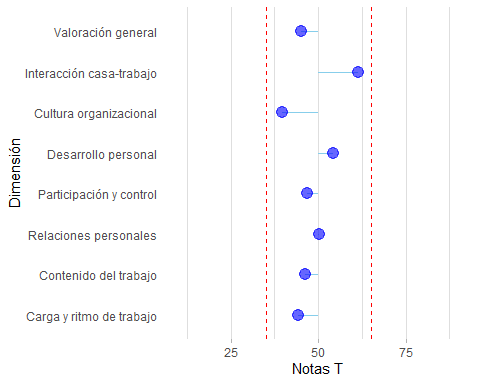 Valoración general
Interacción casa-trabajo
Cultura organizacional
Desarrollo personal
Participación y control
Relaciones personales
Contenido del trabajo
Carga y ritmo de trabajo
Dimensión
25 50 75
Notas T